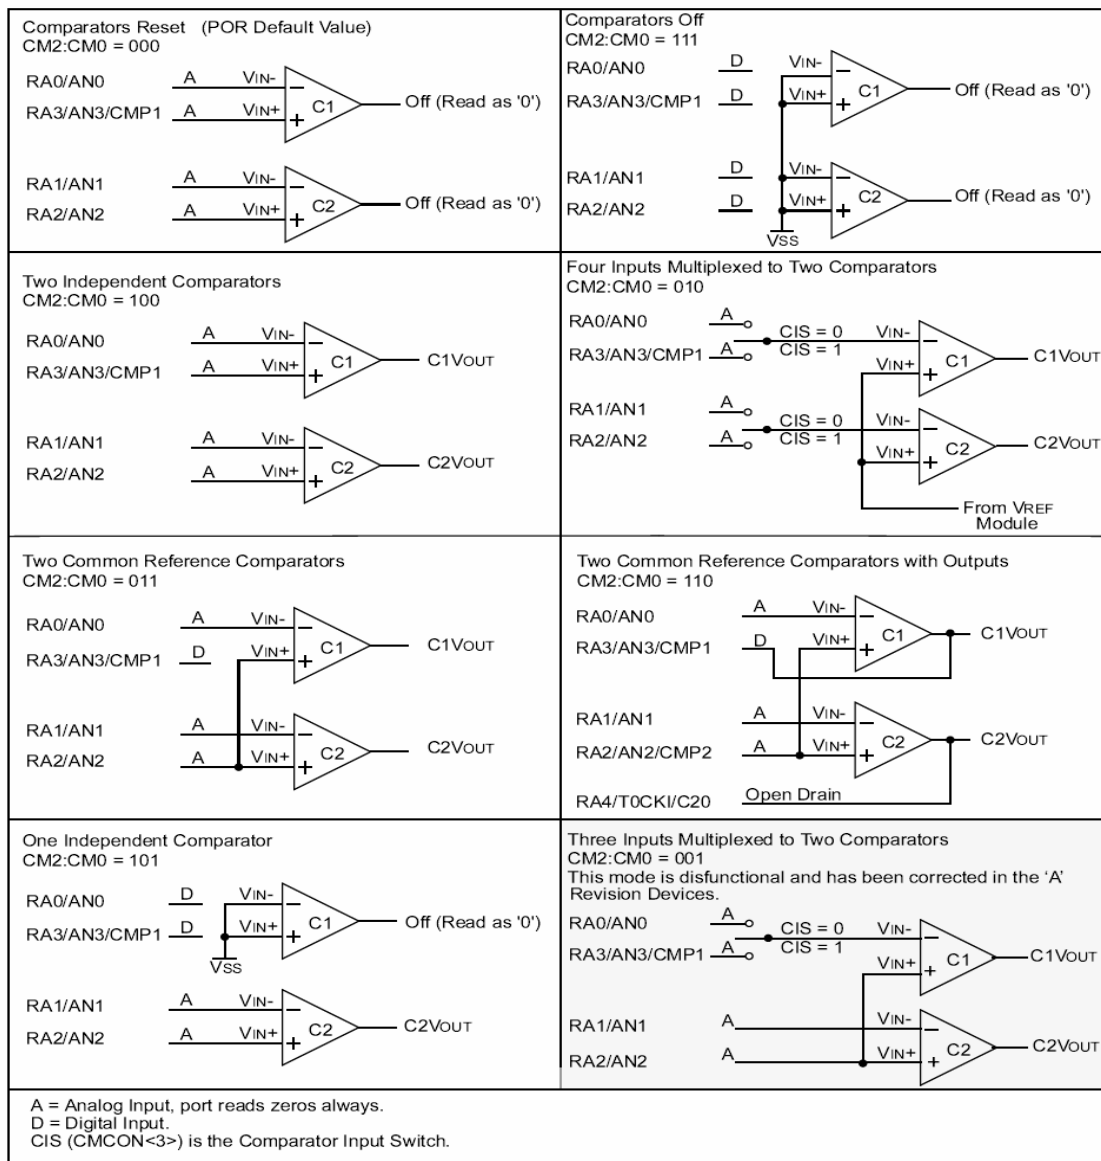 Comparators Reset (POR Default Value)
CM2:CM0 = 000
RA0/AN0 A VIN- −
RA3/AN3/CMP1 A VIN+ + C1 Off (Read as '0')
RA1/AN1 A VIN- −
RA2/AN2 A VIN+ + C2 Off (Read as '0')
Comparators Off
CM2:CM0 = 111
RA0/AN0 D VIN- −
RA3/AN3/CMP1 D VIN+ + C1 Off (Read as '0')
RA1/AN1 D VIN- −
RA2/AN2 D VIN+ + C2 Off (Read as '0')
VSS
Two Independent Comparators
CM2:CM0 = 100
RA0/AN0 A VIN- −
RA3/AN3/CMP1 A VIN+ + C1 C1VOUT
RA1/AN1 A VIN- −
RA2/AN2 A VIN+ + C2 C2VOUT
Four Inputs Multiplexed to Two Comparators
CM2:CM0 = 010
RA0/AN0 A CIS = 0 VIN- −
RA3/AN3/CMP1 A CIS = 1 VIN+ + C1 C1VOUT
RA1/AN1 A CIS = 0 VIN- −
RA2/AN2 A CIS = 1 VIN+ + C2 C2VOUT
From VREF
Module
Two Common Reference Comparators
CM2:CM0 = 011
RA0/AN0 A VIN- −
RA3/AN3/CMP1 D VIN+ + C1 C1VOUT
RA1/AN1 A VIN- −
RA2/AN2 A VIN+ + C2 C2VOUT
Two Common Reference Comparators with Outputs
CM2:CM0 = 110
RA0/AN0 A VIN- −
RA3/AN3/CMP1 D VIN+ + C1 C1VOUT
RA1/AN1 A VIN- −
RA2/AN2/CMP2 A VIN+ + C2 C2VOUT
RA4/T0CKI/C20 Open Drain
One Independent Comparator
CM2:CM0 = 101
RA0/AN0 D VIN- −
RA3/AN3/CMP1 D VIN+ + C1 Off (Read as '0')
VSS
RA1/AN1 A VIN- −
RA2/AN2 A VIN+ + C2 C2VOUT
Three Inputs Multiplexed to Two Comparators
CM2:CM0 = 001
This mode is disfunctional and has been corrected in the ‘A’
Revision Devices.
RA0/AN0 A CIS = 0 VIN- −
RA3/AN3/CMP1 A CIS = 1 VIN+ + C1 C1VOUT
RA1/AN1 A VIN- −
RA2/AN2 A VIN+ + C2 C2VOUT
A = Analog Input, port reads zeros always.
D = Digital Input.
CIS (CMCON<3>) is the Comparator Input Switch.